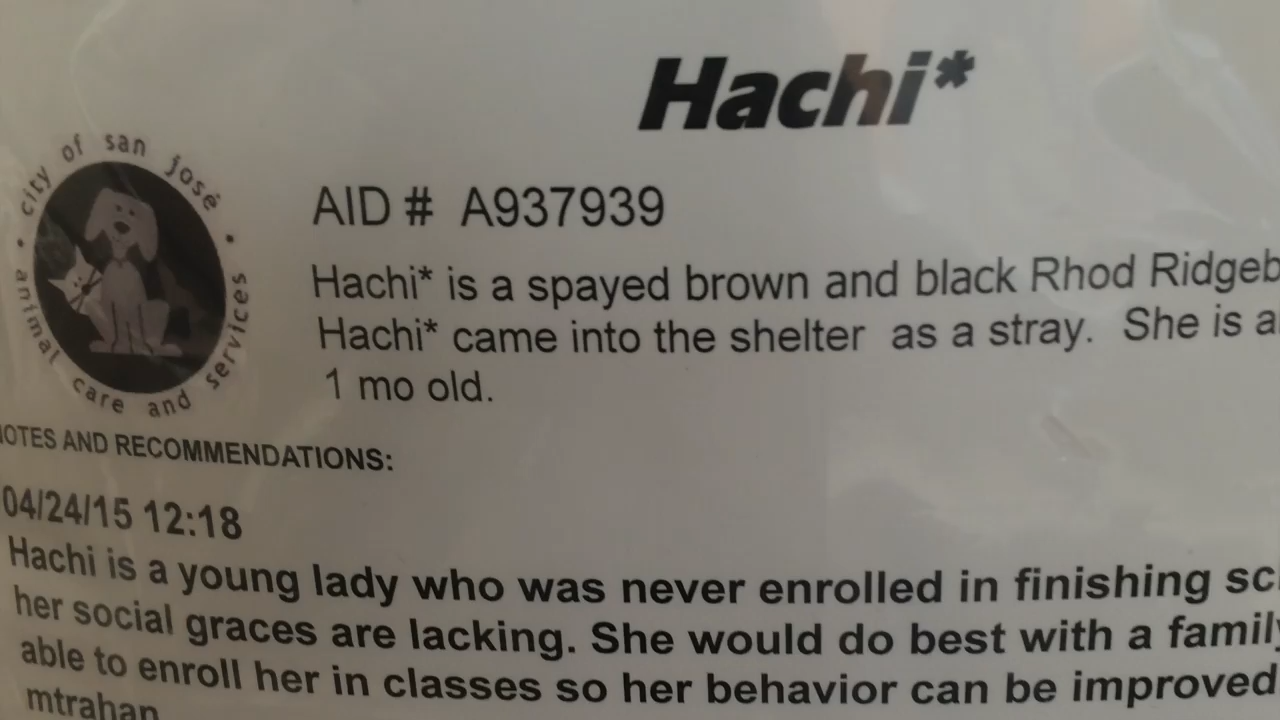 Hachi*
city of san josé
animal care and services
AID # A937939
Hachi* is a spayed brown and black Rhod Ridgeb
Hachi* came into the shelter as a stray. She is a
1 mo old.
NOTES AND RECOMMENDATIONS:
04/24/15 12:18
Hachi is a young lady who was never enrolled in finishing sc
her social graces are lacking. She would do best with a family
able to enroll her in classes so her behavior can be improved
mtrahan